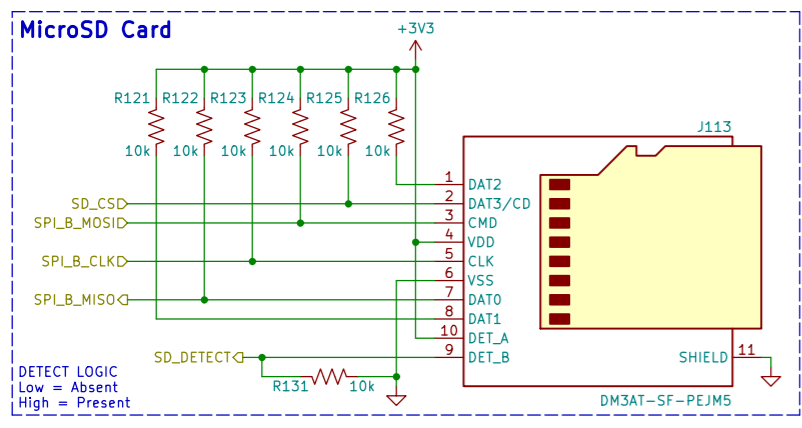 MicroSD Card
+3V3
R121 R122 R123 R124 R125 R126
10k 10k 10k 10k 10k 10k
J113
1 DAT2
SD_CS 2 DAT3/CD
SPI_B_MOSI 3 CMD
4 VDD
SPI_B_CLK 5 CLK
6 VSS
SPI_B_MISO 7 DAT0
8 DAT1
10 DET_A
SD_DETECT 9 DET_B
SHIELD 11
R131 10k
DM3AT-SF-PEJM5
DETECT LOGIC
Low = Absent
High = Present